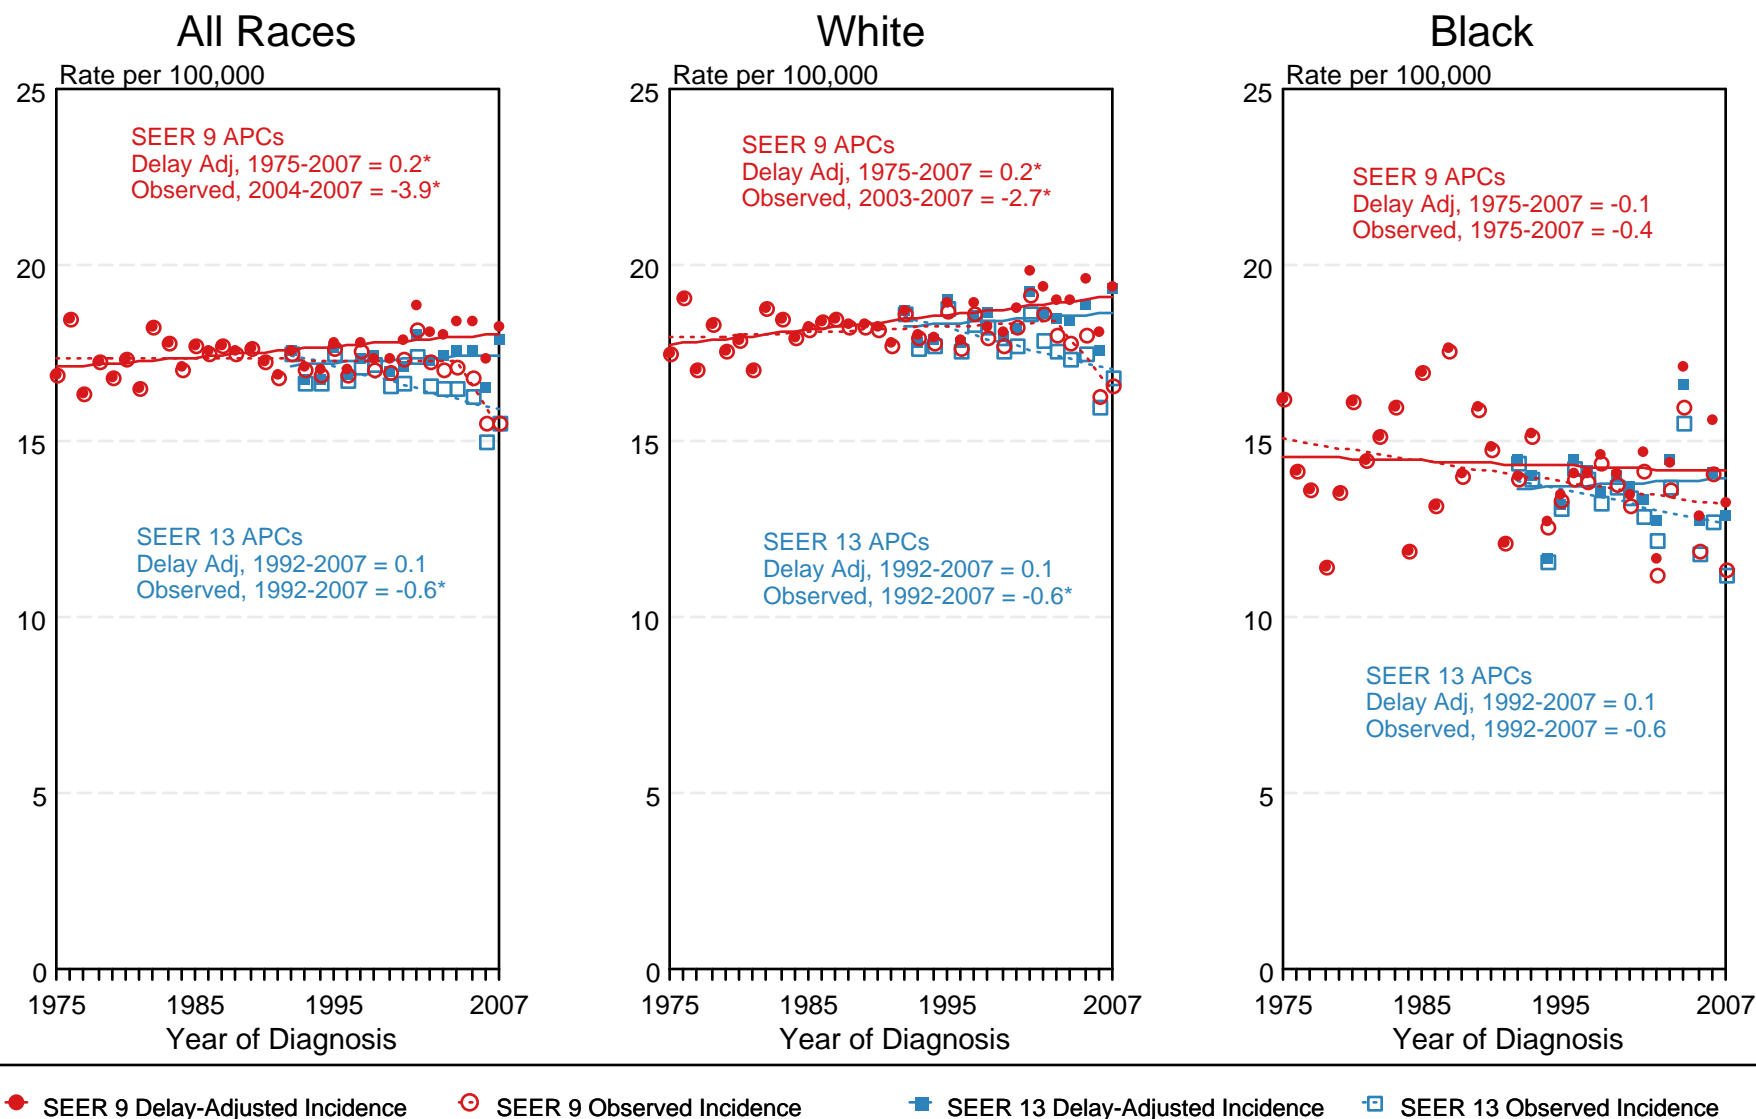 All Races
Rate per 100,000
25
20
15
10
5
0
SEER 9 APCs
Delay Adj, 1975-2007 = 0.2*
Observed, 2004-2007 = -3.9*
SEER 13 APCs
Delay Adj, 1992-2007 = 0.1
Observed, 1992-2007 = -0.6*
1975 1985 1995 2007
Year of Diagnosis
White
Rate per 100,000
25
20
15
10
5
0
SEER 9 APCs
Delay Adj, 1975-2007 = 0.2*
Observed, 2003-2007 = -2.7*
SEER 13 APCs
Delay Adj, 1992-2007 = 0.1
Observed, 1992-2007 = -0.6*
1975 1985 1995 2007
Year of Diagnosis
Black
Rate per 100,000
25
20
15
10
5
0
SEER 9 APCs
Delay Adj, 1975-2007 = -0.1
Observed, 1975-2007 = -0.4
SEER 13 APCs
Delay Adj, 1992-2007 = 0.1
Observed, 1992-2007 = -0.6
1975 1985 1995 2007
Year of Diagnosis
SEER 9 Delay-Adjusted Incidence SEER 9 Observed Incidence SEER 13 Delay-Adjusted Incidence SEER 13 Observed Incidence